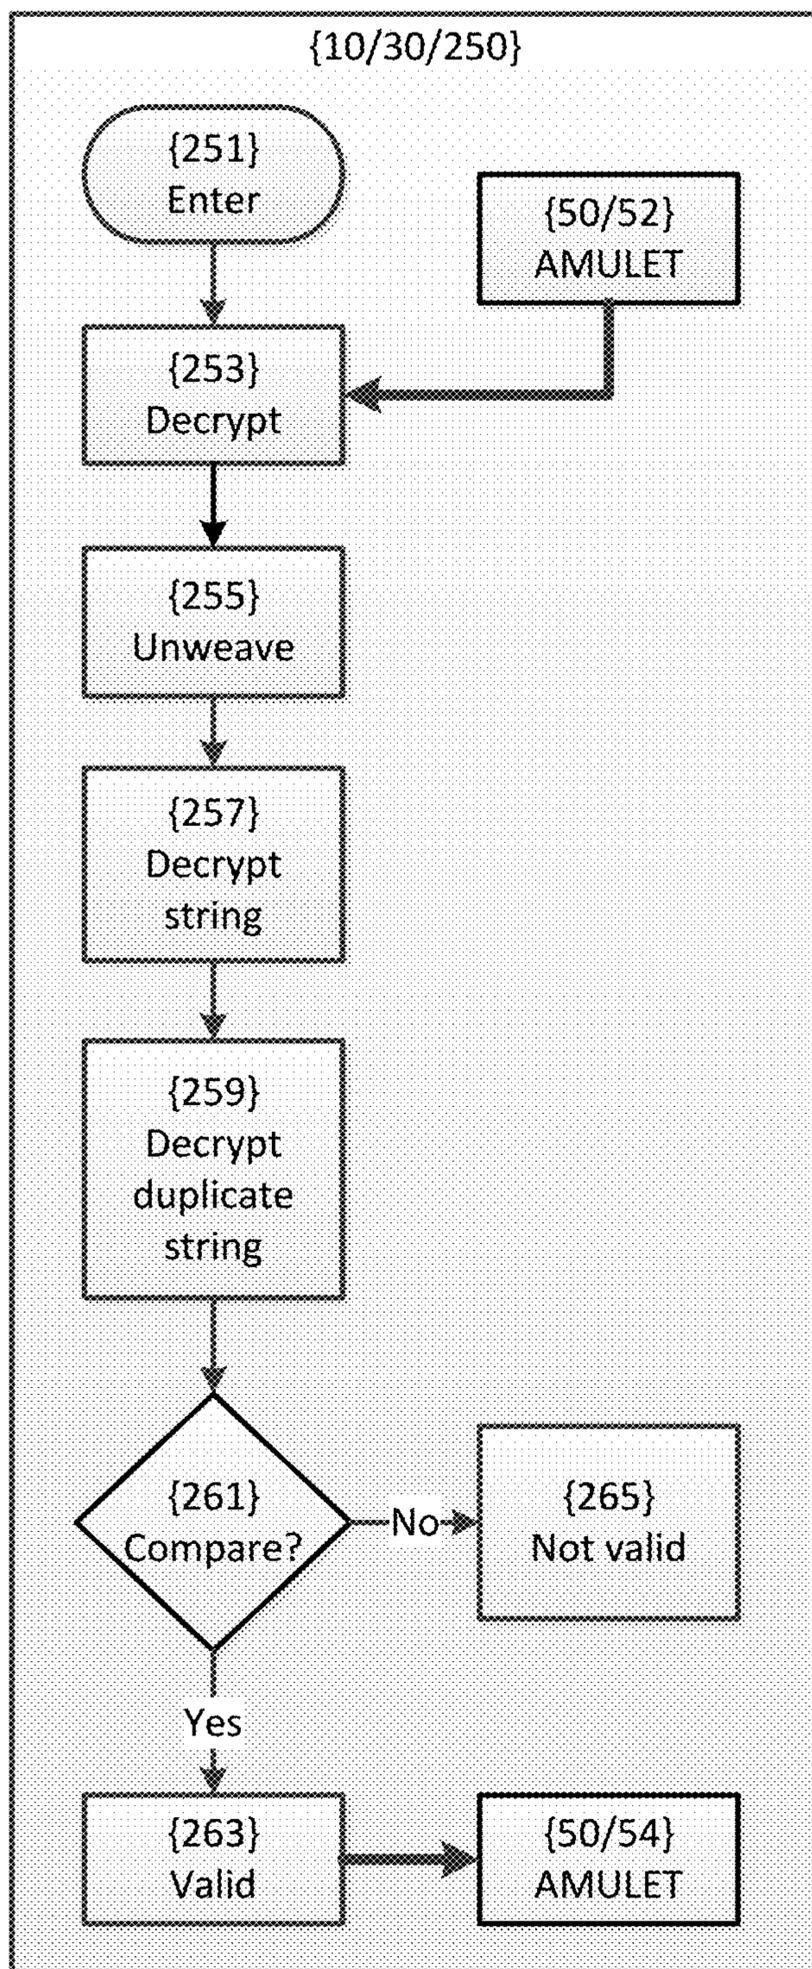 {10/30/250}
{251}
Enter
{50/52}
AMULET
{253}
Decrypt
{255}
Unweave
{257}
Decrypt
string
{259}
Decrypt
duplicate
string
{261}
Compare?
No
{265}
Not valid
Yes
{263}
Valid
{50/54}
AMULET